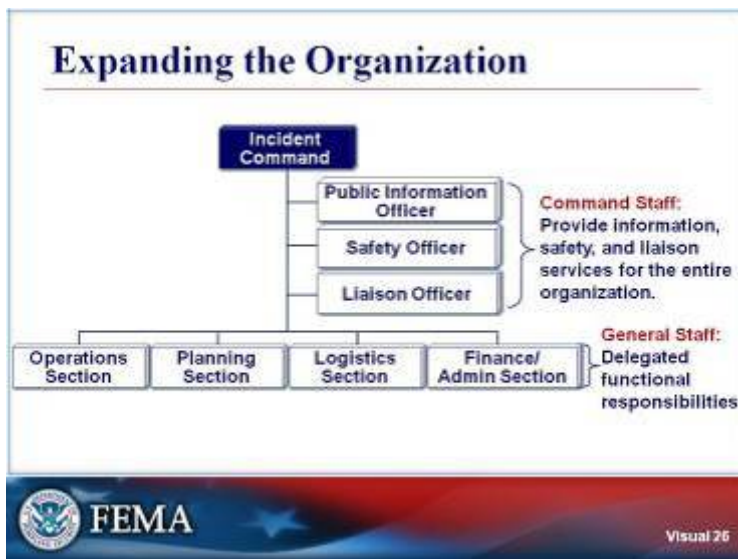 Expanding the Organization
Incident
Command
Public Information
Officer
Safety Officer
Liaison Officer
Command Staff:
Provide information,
safety, and liaison
services for the entire
organization.
Operations
Section
Planning
Section
Logistics
Section
Finance/
Admin Section
General Staff:
Delegated
functional
responsibilities
FEMA
Visual 26